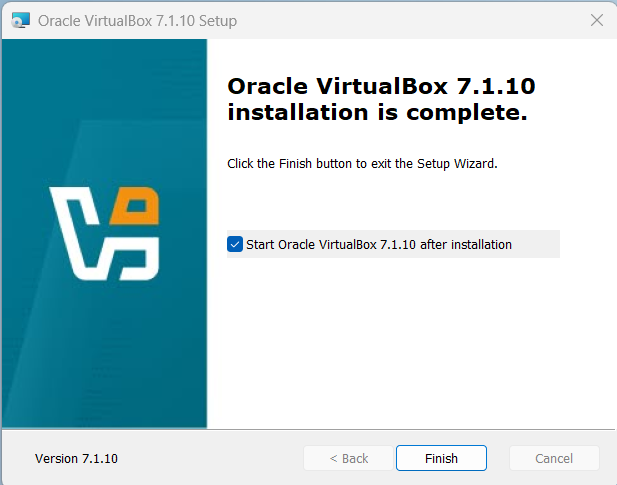 Oracle VirtualBox 7.1.10 Setup
Oracle VirtualBox 7.1.10
installation is complete.
Click the Finish button to exit the Setup Wizard.
Start Oracle VirtualBox 7.1.10 after installation
Version 7.1.10
< Back
Finish
Cancel